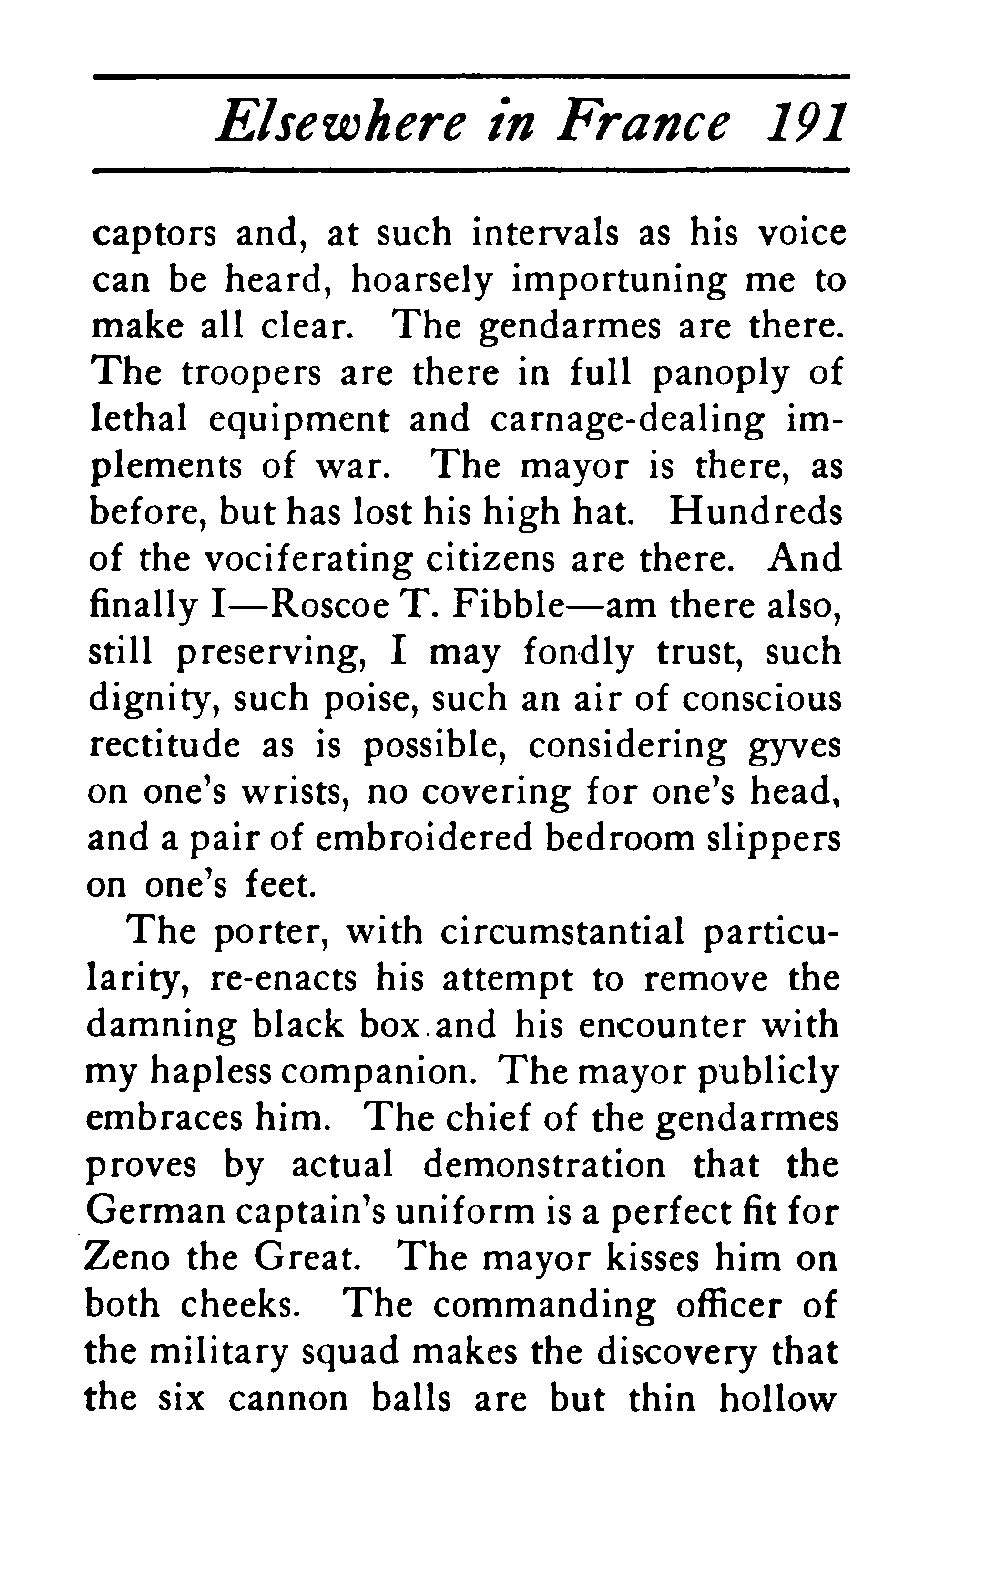 Elsewhere in France 191
captors and, at such intervals as his voice
can be heard, hoarsely importuning me to
make all clear. The gendarmes are there.
The troopers are there in full panoply of
lethal equipment and carnage-dealing im-
plements of war. The mayor is there, as
before, but has lost his high hat. Hundreds
of the vociferating citizens are there. And
finally I—Roscoe T. Fibble—am there also,
still preserving, I may fondly trust, such
dignity, such poise, such an air of conscious
rectitude as is possible, considering gyves
on one's wrists, no covering for one's head,
and a pair of embroidered bedroom slippers
on one's feet.
The porter, with circumstantial particu-
larity, re-enacts his attempt to remove the
damning black box and his encounter with
my hapless companion. The mayor publicly
embraces him. The chief of the gendarmes
proves by actual demonstration that the
German captain's uniform is a perfect fit for
Zeno the Great. The mayor kisses him on
both cheeks. The commanding officer of
the military squad makes the discovery that
the six cannon balls are but thin hollow